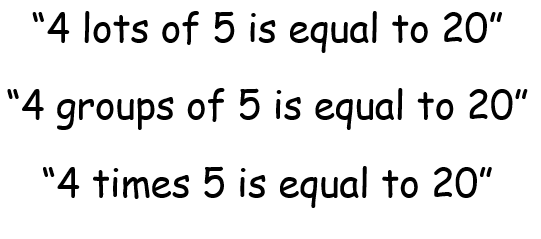 “4 lots of 5 is equal to 20”
“4 groups of 5 is equal to 20”
“4 times 5 is equal to 20”